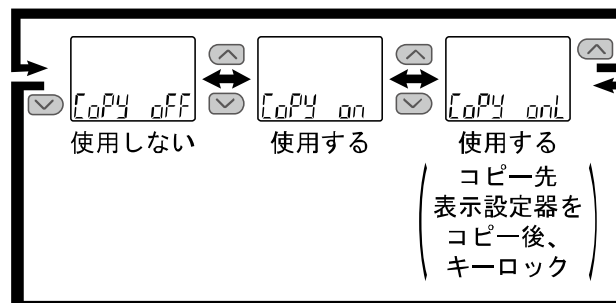 CoPY oFF
使用しない
CoPY on
使用する
CoPY onL
使用する
コピー先
表示設定器を
コピー後、
キーロック